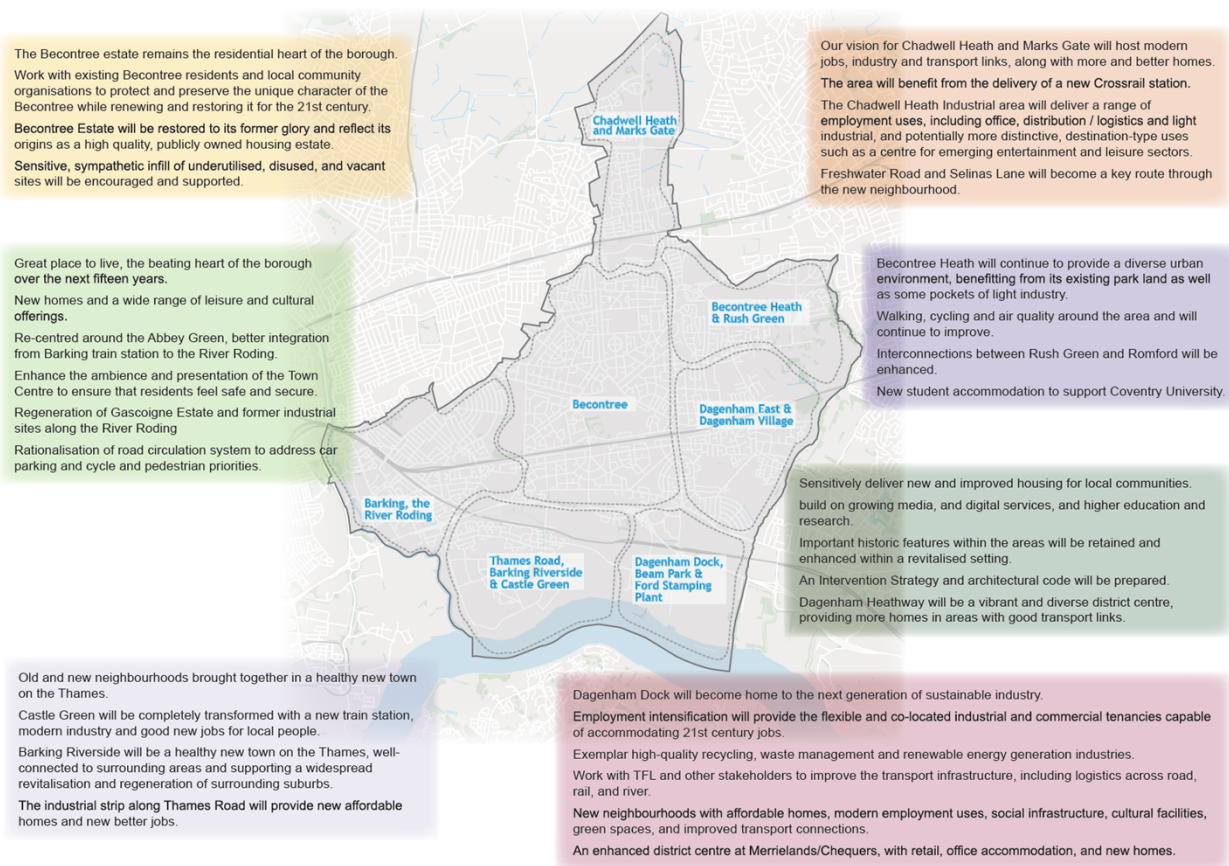 The Becontree estate remains the residential heart of the borough.
Work with existing Becontree residents and local community
organisations to protect and preserve the unique character of the
Becontree while renewing and restoring it for the 21st century.
Becontree Estate will be restored to its former glory and reflect its
origins as a high quality, publicly owned housing estate.
Sensitive, sympathetic infill of underutilised, disused, and vacant
sites will be encouraged and supported.
Our vision for Chadwell Heath and Marks Gate will host modern
jobs, industry and transport links, along with more and better homes.
The area will benefit from the delivery of a new Crossrail station.
The Chadwell Heath Industrial area will deliver a range of
employment uses, including office, distribution / logistics and light
industrial, and potentially more distinctive, destination-type uses
such as a centre for emerging entertainment and leisure sectors.
Freshwater Road and Selinas Lane will become a key route through
the new neighbourhood.
Chadwell Heath
and Marks Gate
Great place to live, the beating heart of the borough
over the next fifteen years.
New homes and a wide range of leisure and cultural
offerings.
Re-centred around the Abbey Green, better integration
from Barking train station to the River Roding.
Enhance the ambience and presentation of the Town
Centre to ensure that residents feel safe and secure.
Regeneration of Gascoigne Estate and former industrial
sites along the River Roding
Rationalisation of road circulation system to address car
parking and cycle and pedestrian priorities.
Becontree Heath will continue to provide a diverse urban
environment, benefitting from its existing park land as well
as some pockets of light industry.
Walking, cycling and air quality around the area and will
continue to improve.
Interconnections between Rush Green and Romford will be
enhanced.
New student accommodation to support Coventry University.
Becontree Heath
& Rush Green
Becontree
Dagenham East &
Dagenham Village
Sensitively deliver new and improved housing for local communities.
build on growing media, and digital services, and higher education and
research.
Important historic features within the areas will be retained and
enhanced within a revitalised setting.
An Intervention Strategy and architectural code will be prepared.
Dagenham Heathway will be a vibrant and diverse district centre,
providing more homes in areas with good transport links.
Barking, the
River Roding
Thames Road,
Barking Riverside
& Castle Green
Dagenham Dock,
Beam Park &
Ford Stamping
Plant
Old and new neighbourhoods brought together in a healthy new town
on the Thames.
Castle Green will be completely transformed with a new train station,
modern industry and good new jobs for local people.
Barking Riverside will be a healthy new town on the Thames, well-
connected to surrounding areas and supporting a widespread
revitalisation and regeneration of surrounding suburbs.
The industrial strip along Thames Road will provide new affordable
homes and new better jobs.
Dagenham Dock will become home to the next generation of sustainable industry.
Employment intensification will provide the flexible and co-located industrial and commercial tenancies capable
of accommodating 21st century jobs.
Exemplar high-quality recycling, waste management and renewable energy generation industries.
Work with TFL and other stakeholders to improve the transport infrastructure, including logistics across road,
rail, and river.
New neighbourhoods with affordable homes, modern employment uses, social infrastructure, cultural facilities,
green spaces, and improved transport connections.
An enhanced district centre at Merrielands/Chequers, with retail, office accommodation, and new homes.